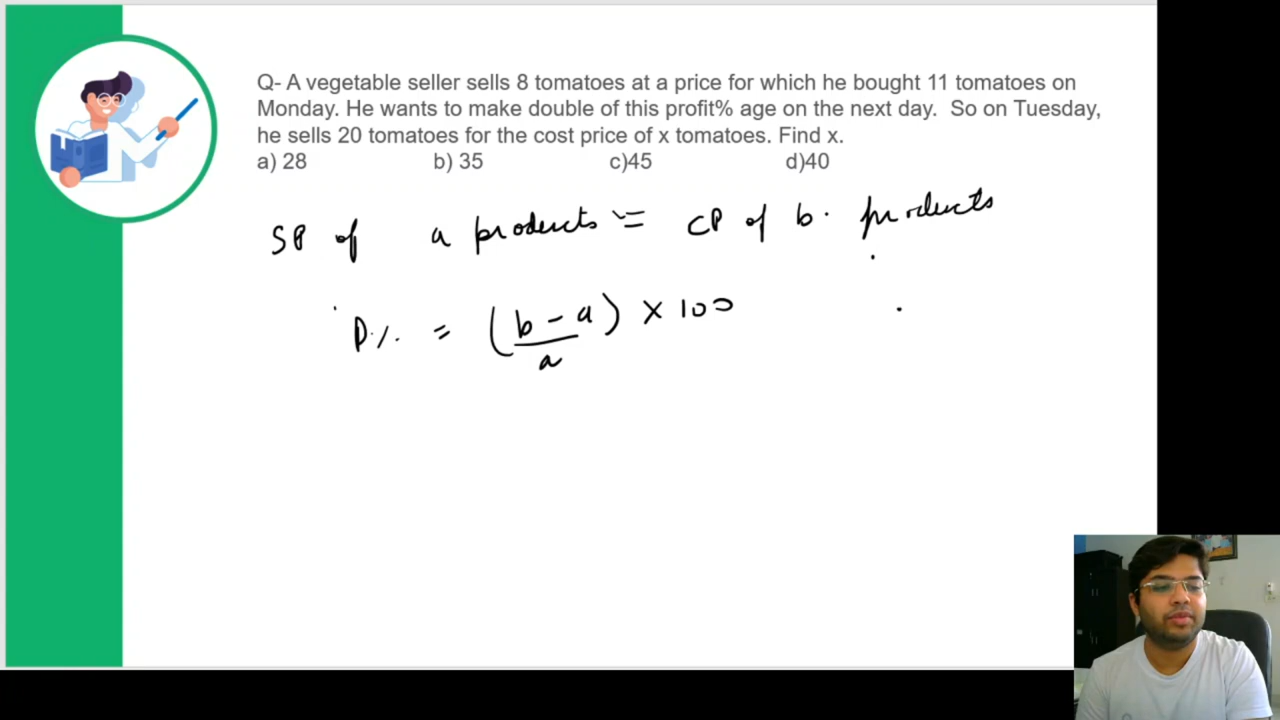 Q- A vegetable seller sells 8 tomatoes at a price for which he bought 11 tomatoes on
Monday. He wants to make double of this profit% age on the next day.  So on Tuesday,
he sells 20 tomatoes for the cost price of x tomatoes. Find x.
a) 28 b) 35 c)45 d)40
SP of a products = CP of b. products
P.%. = (b - a / a) × 100